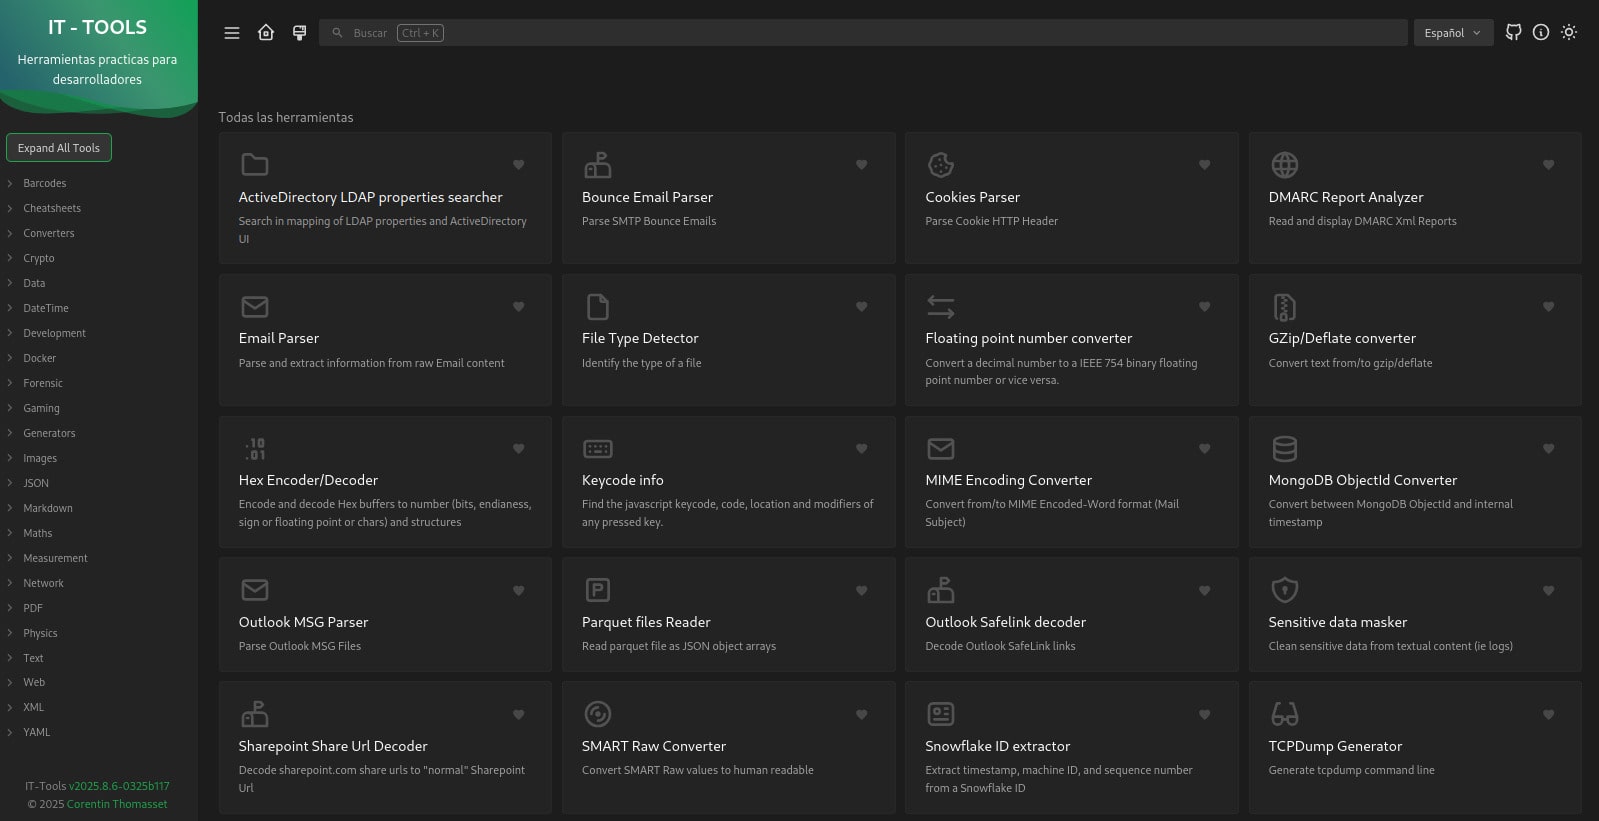 IT - TOOLS
Herramientas practicas para
desarrolladores
Expand All Tools
Barcodes
Cheatsheets
Converters
Crypto
Data
DateTime
Development
Docker
Forensic
Gaming
Generators
Images
JSON
Markdown
Maths
Measurement
Network
PDF
Physics
Text
Web
XML
YAML
IT-Tools v2025.8.6-0325b117
© 2025 Corentin Thomasset
Buscar Ctrl + K
Español
Todas las herramientas
ActiveDirectory LDAP properties searcher
Search in mapping of LDAP properties and ActiveDirectory
UI
Bounce Email Parser
Parse SMTP Bounce Emails
Cookies Parser
Parse Cookie HTTP Header
DMARC Report Analyzer
Read and display DMARC Xml Reports
Email Parser
Parse and extract information from raw Email content
File Type Detector
Identify the type of a file
Floating point number converter
Convert a decimal number to a IEEE 754 binary floating
point number or vice versa.
GZip/Deflate converter
Convert text from/to gzip/deflate
.10
.01
Hex Encoder/Decoder
Encode and decode Hex buffers to number (bits, endianess,
sign or floating point or chars) and structures
Keycode info
Find the javascript keycode, code, location and modifiers of
any pressed key.
MIME Encoding Converter
Convert from/to MIME Encoded-Word format (Mail
Subject)
MongoDB ObjectId Converter
Convert between MongoDB ObjectId and internal
timestamp
Outlook MSG Parser
Parse Outlook MSG Files
P
Parquet files Reader
Read parquet file as JSON object arrays
Outlook Safelink decoder
Decode Outlook SafeLink links
Sensitive data masker
Clean sensitive data from textual content (ie logs)
Sharepoint Share Url Decoder
Decode sharepoint.com share urls to "normal" Sharepoint
Url
SMART Raw Converter
Convert SMART Raw values to human readable
Snowflake ID extractor
Extract timestamp, machine ID, and sequence number
from a Snowflake ID
TCPDump Generator
Generate tcpdump command line